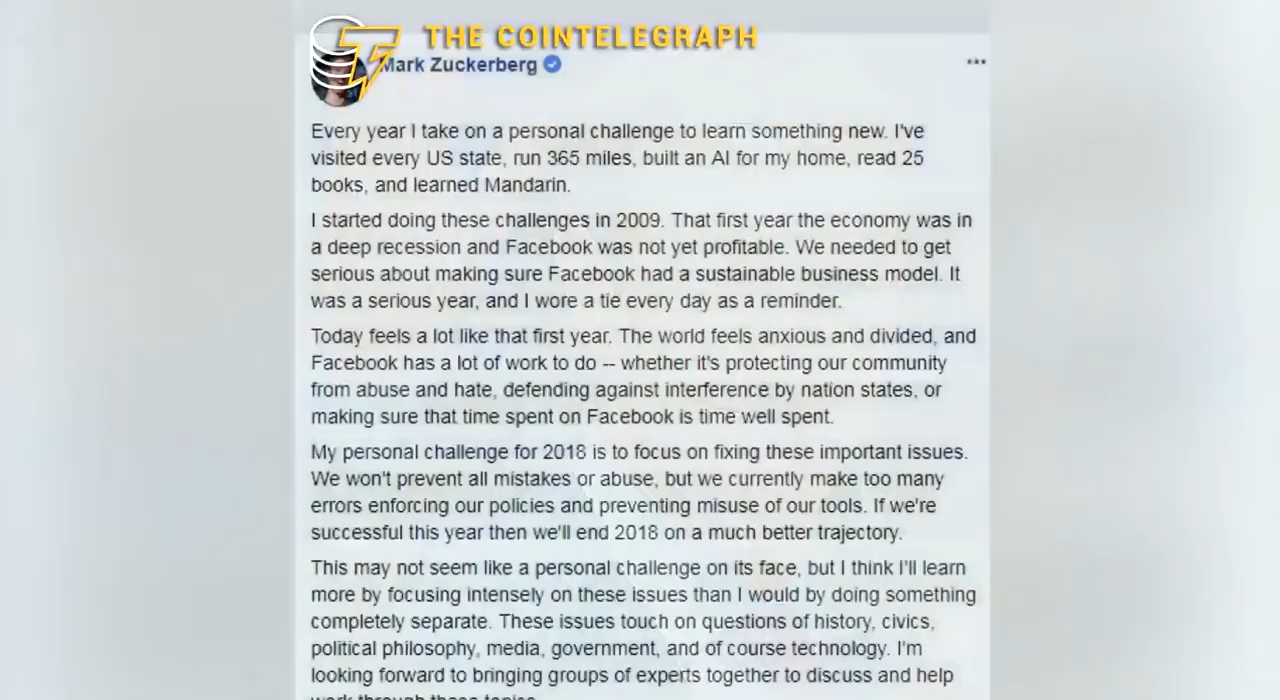 THE COINTELEGRAPH
Mark Zuckerberg
Every year I take on a personal challenge to learn something new. I've
visited every US state, run 365 miles, built an AI for my home, read 25
books, and learned Mandarin.
I started doing these challenges in 2009. That first year the economy was in
a deep recession and Facebook was not yet profitable. We needed to get
serious about making sure Facebook had a sustainable business model. It
was a serious year, and I wore a tie every day as a reminder.
Today feels a lot like that first year. The world feels anxious and divided, and
Facebook has a lot of work to do -- whether it's protecting our community
from abuse and hate, defending against interference by nation states, or
making sure that time spent on Facebook is time well spent.
My personal challenge for 2018 is to focus on fixing these important issues.
We won't prevent all mistakes or abuse, but we currently make too many
errors enforcing our policies and preventing misuse of our tools. If we're
successful this year then we'll end 2018 on a much better trajectory.
This may not seem like a personal challenge on its face, but I think I'll learn
more by focusing intensely on these issues than I would by doing something
completely separate. These issues touch on questions of history, civics,
political philosophy, media, government, and of course technology. I'm
looking forward to bringing groups of experts together to discuss and help